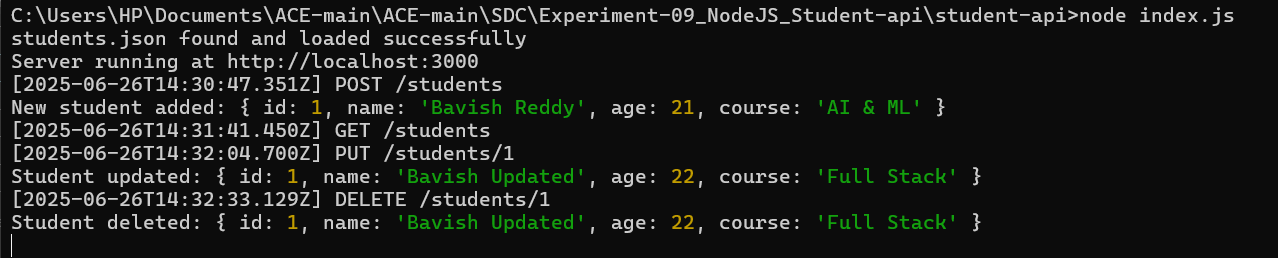 C:\Users\HP\Documents\ACE-main\ACE-main\SDC\Experiment-09_NodeJS_Student-api\student-api>node index.js
students.json found and loaded successfully
Server running at http://localhost:3000
[2025-06-26T14:30:47.351Z] POST /students
New student added: { id: 1, name: 'Bavish Reddy', age: 21, course: 'AI & ML' }
[2025-06-26T14:31:41.450Z] GET /students
[2025-06-26T14:32:04.700Z] PUT /students/1
Student updated: { id: 1, name: 'Bavish Updated', age: 22, course: 'Full Stack' }
[2025-06-26T14:32:33.129Z] DELETE /students/1
Student deleted: { id: 1, name: 'Bavish Updated', age: 22, course: 'Full Stack' }